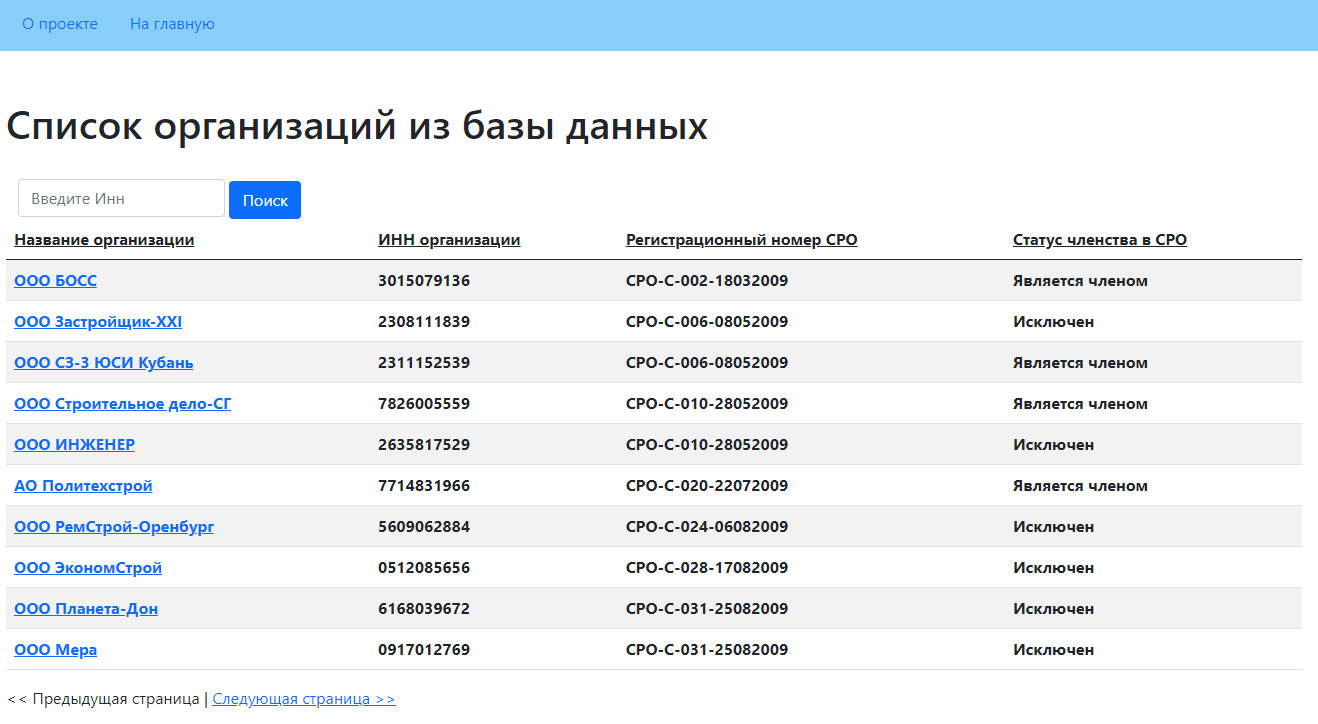 О проекте На главную
Список организаций из базы данных
Введите Инн Поиск
Название организации ИНН организации Регистрационный номер СРО Статус членства в СРО
ООО БОСС 3015079136 СРО-С-002-18032009 Является членом
ООО Застройщик-XXI 2308111839 СРО-С-006-08052009 Исключен
ООО СЗ-3 ЮСИ Кубань 2311152539 СРО-С-006-08052009 Является членом
ООО Строительное дело-СГ 7826005559 СРО-С-010-28052009 Является членом
ООО ИНЖЕНЕР 2635817529 СРО-С-010-28052009 Исключен
АО Политехстрой 7714831966 СРО-С-020-22072009 Является членом
ООО РемСтрой-Оренбург 5609062884 СРО-С-024-06082009 Исключен
ООО ЭкономСтрой 0512085656 СРО-С-028-17082009 Исключен
ООО Планета-Дон 6168039672 СРО-С-031-25082009 Исключен
ООО Мера 0917012769 СРО-С-031-25082009 Исключен
<< Предыдущая страница | Следующая страница >>